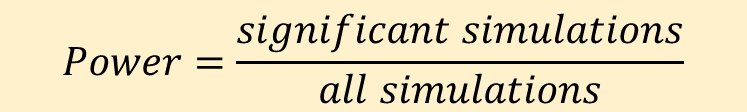 significant simulations
Power =
all simulations